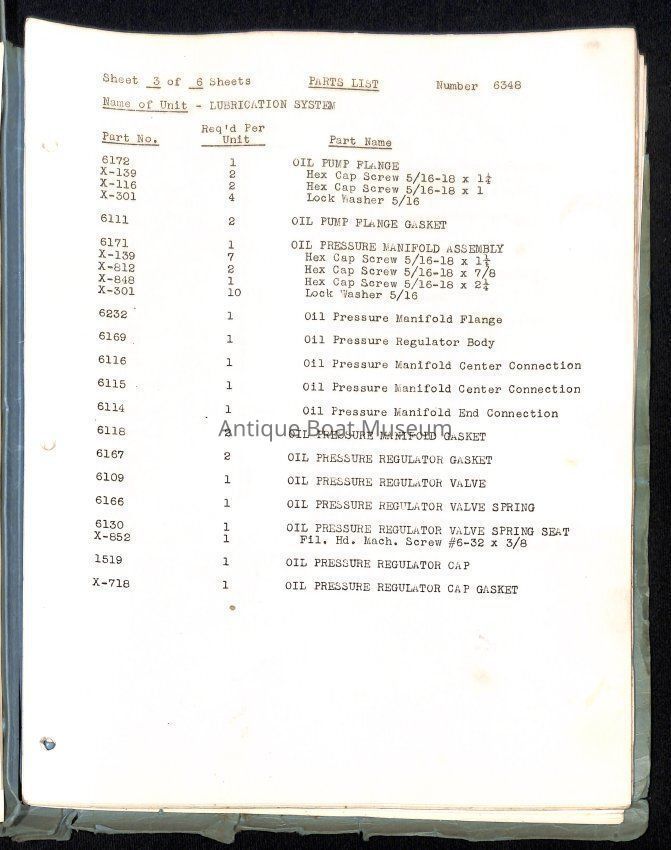 Sheet 3 of 6 Sheets PARTS LIST Number 6348
Name of Unit - LUBRICATION SYSTEM
Req'd Per
Part No. Unit Part Name
6172 1 OIL PUMP FLANGE
X-139 2 Hex Cap Screw 5/16-18 x 1¼
X-116 2 Hex Cap Screw 5/16-18 x 1
X-301 4 Lock Washer 5/16
6111 2 OIL PUMP FLANGE GASKET
6171 1 OIL PRESSURE MANIFOLD ASSEMBLY
X-139 7 Hex Cap Screw 5/16-18 x 1¼
X-812 2 Hex Cap Screw 5/16-18 x 7/8
X-848 1 Hex Cap Screw 5/16-18 x 2¼
X-301 10 Lock Washer 5/16
6232 1 Oil Pressure Manifold Flange
6169 1 Oil Pressure Regulator Body
6116 1 Oil Pressure Manifold Center Connection
6115 1 Oil Pressure Manifold Center Connection
6114 1 Oil Pressure Manifold End Connection
Antique Boat Museum
6118 OIL PRESSURE MANIFOLD GASKET
6167 2 OIL PRESSURE REGULATOR GASKET
6109 1 OIL PRESSURE REGULATOR VALVE
6166 1 OIL PRESSURE REGULATOR VALVE SPRING
6130 1 OIL PRESSURE REGULATOR VALVE SPRING SEAT
X-852 1 Fil. Hd. Mach. Screw #6-32 x 3/8
1519 1 OIL PRESSURE REGULATOR CAP
X-718 1 OIL PRESSURE REGULATOR CAP GASKET